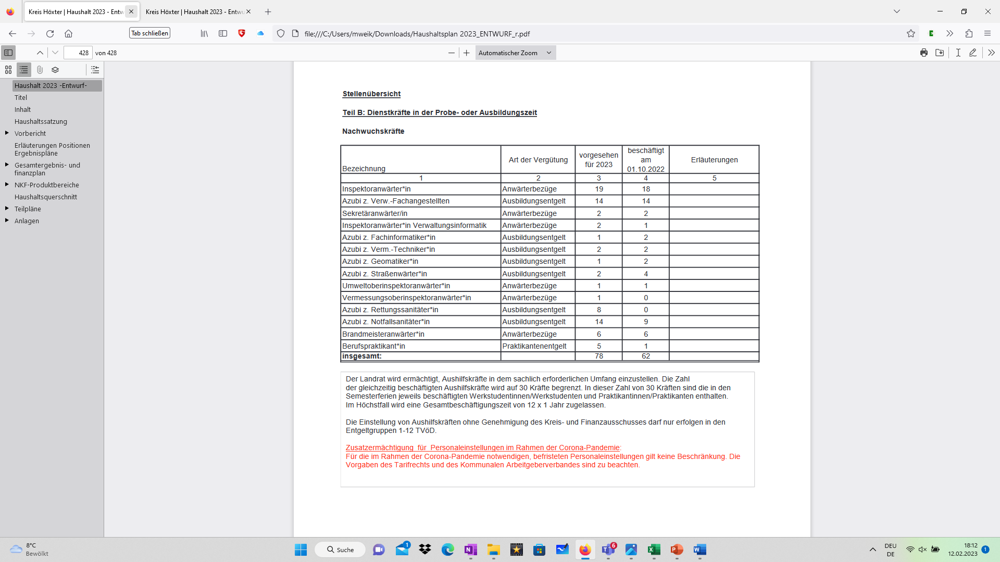 Kreis Höxter | Haushalt 2023 - Entw
Kreis Höxter | Haushalt 2023 - Entwu
Tab schließen
file:///C:/Users/mweik/Downloads/Haushaltsplan 2023_ENTWURF_r.pdf
428 von 428
Automatischer Zoom
Haushalt 2023 -Entwurf-
Titel
Inhalt
Haushaltssatzung
Vorbericht
Erläuterungen Positionen
Ergebnispläne
Gesamtergebnis- und
finanzplan
NKF-Produktbereiche
Haushaltsquerschnitt
Teilpläne
Anlagen
Stellenübersicht
Teil B: Dienstkräfte in der Probe- oder Ausbildungszeit
Nachwuchskräfte
Bezeichnung Art der Vergütung vorgesehen für 2023 beschäftigt am 01.10.2022 Erläuterungen
1 2 3 4 5
Inspektoranwärter*in Anwärterbezüge 19 18
Azubi z. Verw.-Fachangestellten Ausbildungsentgelt 14 14
Sekretäranwärter/in Anwärterbezüge 2 2
Inspektoranwärter*in Verwaltungsinformatik Anwärterbezüge 2 1
Azubi z. Fachinformatiker*in Ausbildungsentgelt 1 2
Azubi z. Verm.-Techniker*in Ausbildungsentgelt 2 2
Azubi z. Geomatiker*in Ausbildungsentgelt 1 2
Azubi z. Straßenwärter*in Ausbildungsentgelt 2 4
Umweltoberinspektoranwärter*in Anwärterbezüge 1 1
Vermessungsoberinspektoranwärter*in Anwärterbezüge 1 0
Azubi z. Rettungssanitäter*in Ausbildungsentgelt 8 0
Azubi z. Notfallsanitäter*in Ausbildungsentgelt 14 9
Brandmeisteranwärter*in Anwärterbezüge 6 6
Berufspraktikant*in Praktikantenentgelt 5 1
insgesamt: 78 62
Der Landrat wird ermächtigt, Aushilfskräfte in dem sachlich erforderlichen Umfang einzustellen. Die Zahl
der gleichzeitig beschäftigten Aushilfskräfte wird auf 30 Kräfte begrenzt. In dieser Zahl von 30 Kräften sind die in den
Semesterferien jeweils beschäftigten Werkstudentinnen/Werkstudenten und Praktikantinnen/Praktikanten enthalten.
Im Höchstfall wird eine Gesamtbeschäftigungszeit von 12 x 1 Jahr zugelassen.
Die Einstellung von Aushilfskräften ohne Genehmigung des Kreis- und Finanzausschusses darf nur erfolgen in den
Entgeltgruppen 1-12 TVöD.
Zusatzermächtigung für Personaleinstellungen im Rahmen der Corona-Pandemie:
Für die im Rahmen der Corona-Pandemie notwendigen, befristeten Personaleinstellungen gilt keine Beschränkung. Die
Vorgaben des Tarifrechts und des Kommunalen Arbeitgeberverbandes sind zu beachten.
8°C
Bewölkt
Suche
1
6
DEU
DE
18:12
12.02.2023
1